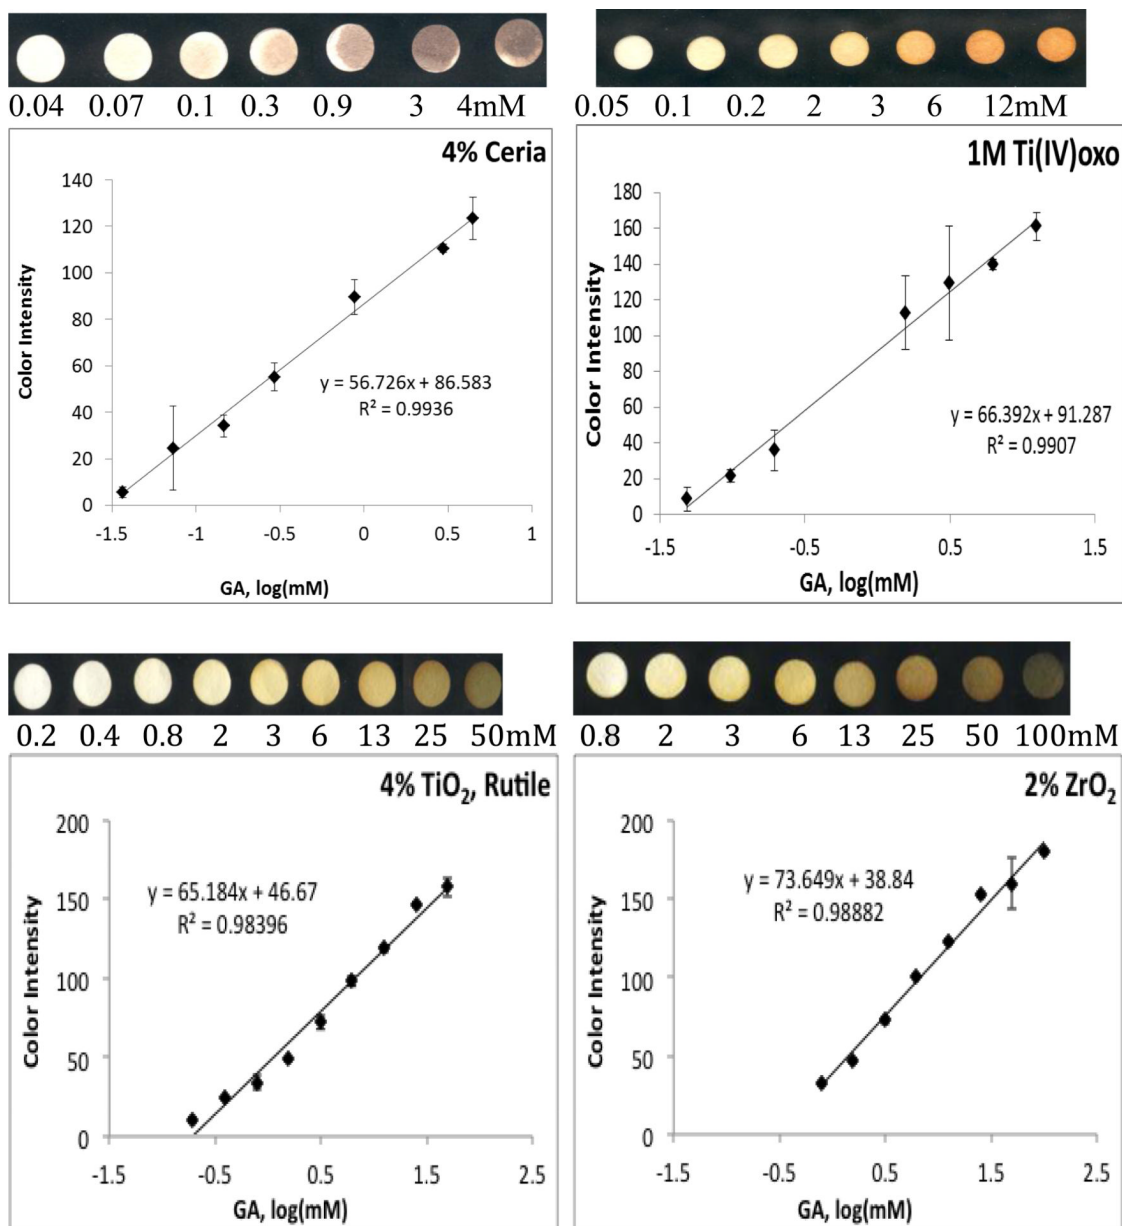 0.04 0.07 0.1 0.3 0.9 3 4mM
4% Ceria
140
120
100
80
60
40
20
0
-1.5 -1 -0.5 0 0.5 1
Color Intensity
GA, log(mM)
y = 56.726x + 86.583
R² = 0.9936
0.05 0.1 0.2 2 3 6 12mM
1M Ti(IV)oxo
180
160
140
120
100
80
60
40
20
0
-1.5 -0.5 0.5 1.5
Color Intensity
GA, log(mM)
y = 66.392x + 91.287
R² = 0.9907
0.2 0.4 0.8 2 3 6 13 25 50mM
4% TiO₂, Rutile
200
150
100
50
0
-1.5 -0.5 0.5 1.5 2.5
Color Intensity
GA, log(mM)
y = 65.184x + 46.67
R² = 0.98396
0.8 2 3 6 13 25 50 100mM
2% ZrO₂
200
150
100
50
0
-1.5 -0.5 0.5 1.5 2.5
Color Intensity
GA, log(mM)
y = 73.649x + 38.84
R² = 0.98882